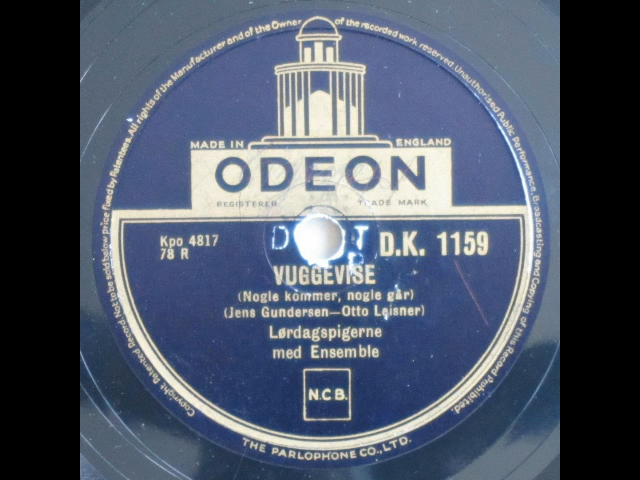 All rights of the Manufacturer and of the Owner of the recorded work reserved. Unauthorised Public Performance, Broadcasting and Copying of this Record Prohibited.
Copyright Patented Record Not to be sold below price fixed by Patentees.
MADE IN ENGLAND
ODEON
TRADE MARK
Kpo 4817
78 R
D.K. 1159
VUGGEVISE
(Nogle kommer, nogle går)
(Jens Gundersen—Otto Leisner)
Lørdagspigerne
med Ensemble
N.C.B.
THE PARLOPHONE CO., LTD.